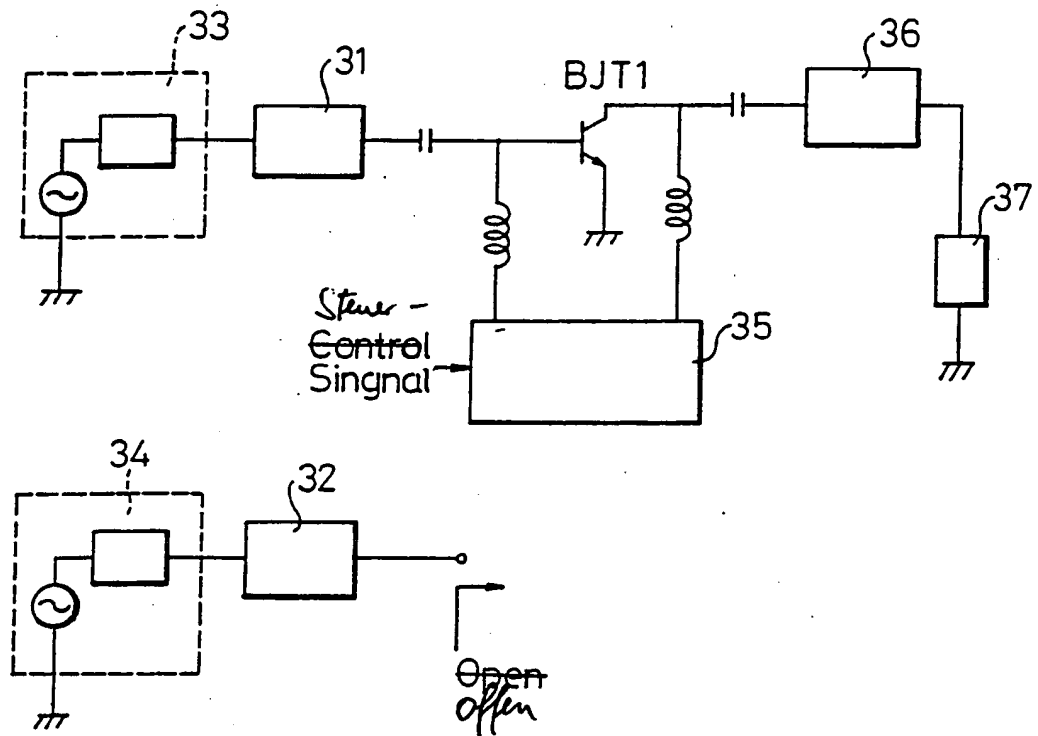 33
31
BJT1
36
37
Steuer -
Control
Singnal
35
34
32
Open
offen